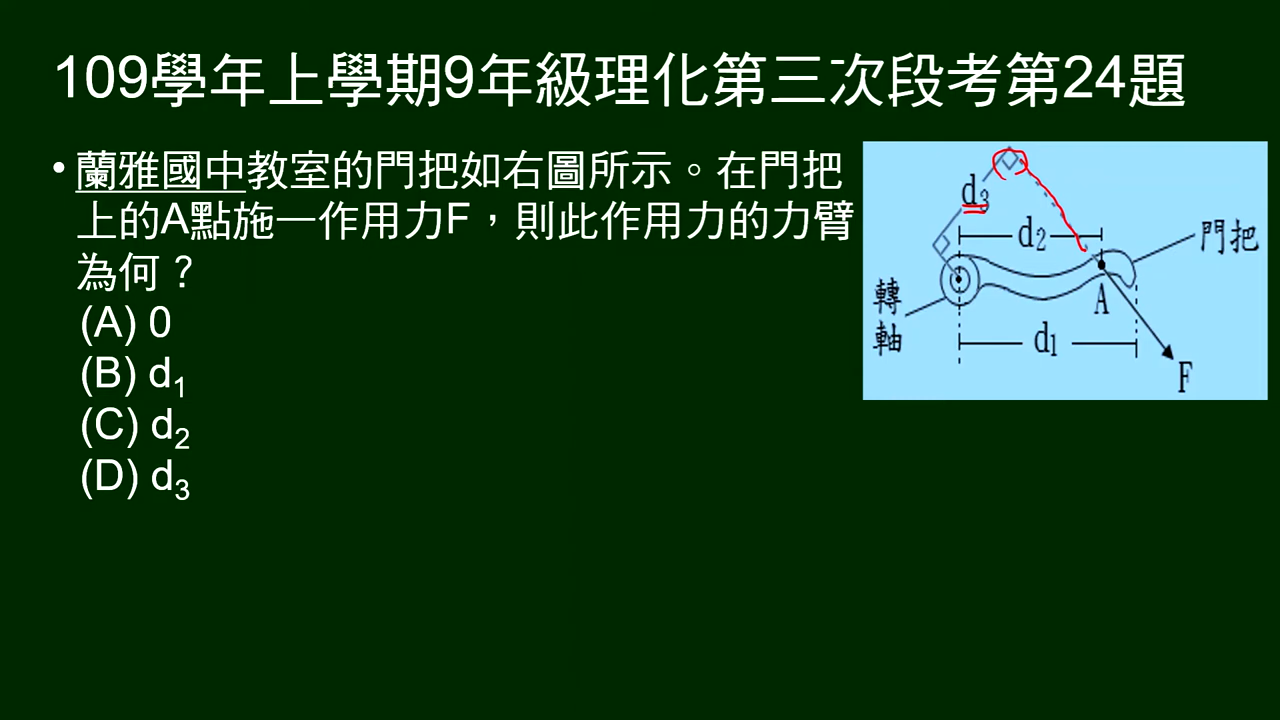 109學年上學期9年級理化第三次段考第24題
• 蘭雅國中教室的門把如右圖所示。在門把
上的A點施一作用力F，則此作用力的力臂
為何？
(A) 0
(B) d₁
(C) d₂
(D) d₃
d₃
d₂
門把
轉
軸
A
d₁
F